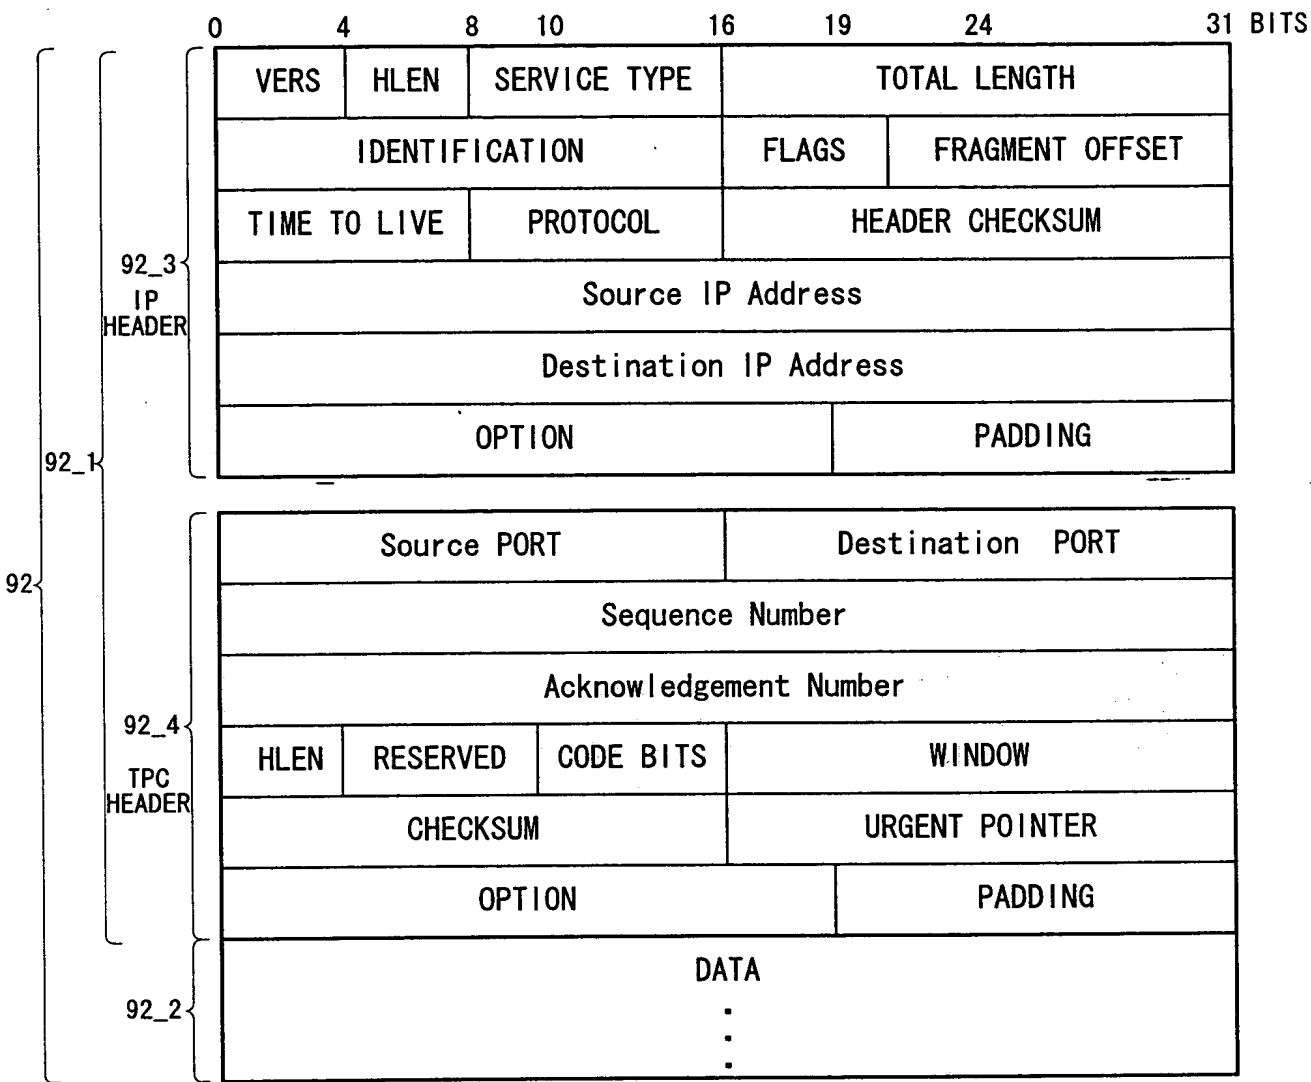 0 4 8 10 16 19 24 31 BITS
VERS HLEN SERVICE TYPE TOTAL LENGTH
IDENTIFICATION FLAGS FRAGMENT OFFSET
TIME TO LIVE PROTOCOL HEADER CHECKSUM
92_3
IP
HEADER
Source IP Address
Destination IP Address
OPTION PADDING
92_1
Source PORT Destination PORT
92
Sequence Number
Acknowledgement Number
92_4
TPC
HEADER
HLEN RESERVED CODE BITS WINDOW
CHECKSUM URGENT POINTER
OPTION PADDING
DATA
92_2